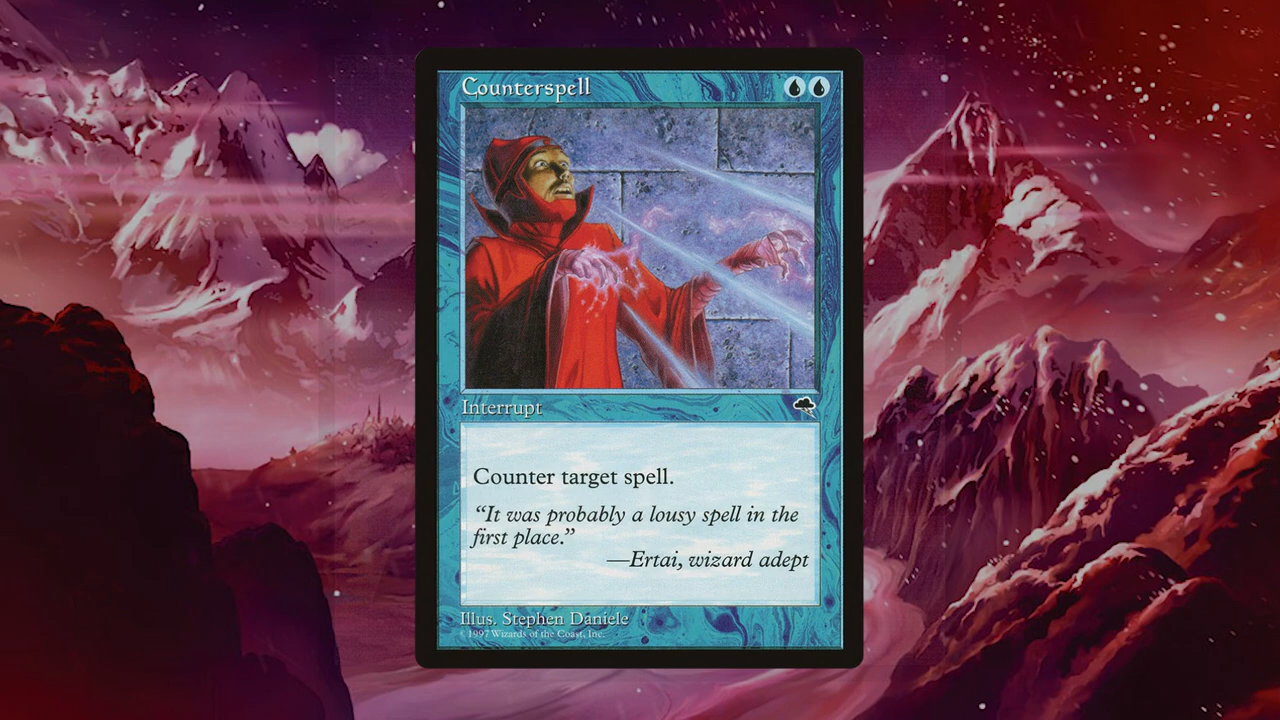 Counterspell
Interrupt
Counter target spell.
“It was probably a lousy spell in the
first place.”
—Ertai, wizard adept
Illus. Stephen Daniele
© 1997 Wizards of the Coast, Inc.